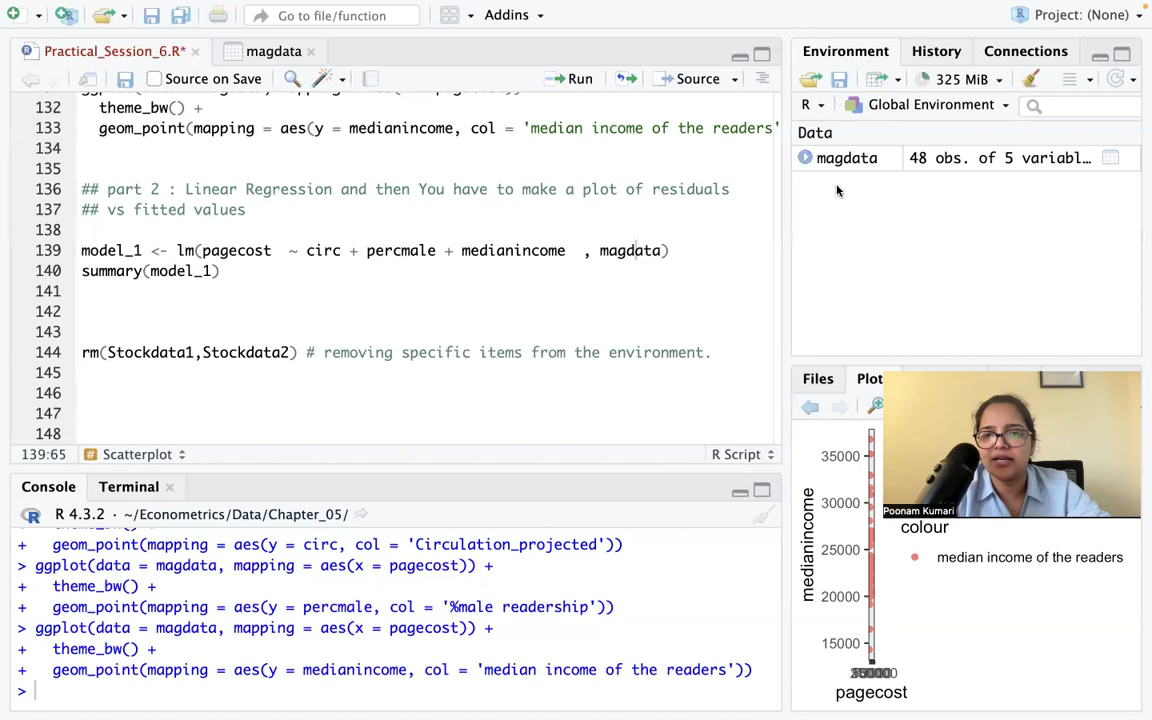 Go to file/function
Addins
Project: (None)
Practical_Session_6.R*
magdata
Source on Save
Run
Source
132 theme_bw() +
133 geom_point(mapping = aes(y = medianincome, col = 'median income of the readers'
134
135
136 ## part 2 : Linear Regression and then You have to make a plot of residuals
137 ## vs fitted values
138
139 model_1 <- lm(pagecost ~ circ + percmale + medianincome , magdata)
140 summary(model_1)
141
142
143
144 rm(Stockdata1,Stockdata2) # removing specific items from the environment.
145
146
147
148
139:65
# Scatterplot
R Script
Console
Terminal
R 4.3.2 · ~/Econometrics/Data/Chapter_05/
+ geom_point(mapping = aes(y = circ, col = 'Circulation_projected'))
> ggplot(data = magdata, mapping = aes(x = pagecost)) +
+ theme_bw() +
+ geom_point(mapping = aes(y = percmale, col = '%male readership'))
> ggplot(data = magdata, mapping = aes(x = pagecost)) +
+ theme_bw() +
+ geom_point(mapping = aes(y = medianincome, col = 'median income of the readers'))
>
Environment
History
Connections
325 MiB
R
Global Environment
Data
magdata
48 obs. of 5 variabl…
Files
Plot
Poonam Kumari
35000
30000
25000
20000
15000
medianincome
pagecost
colour
median income of the readers